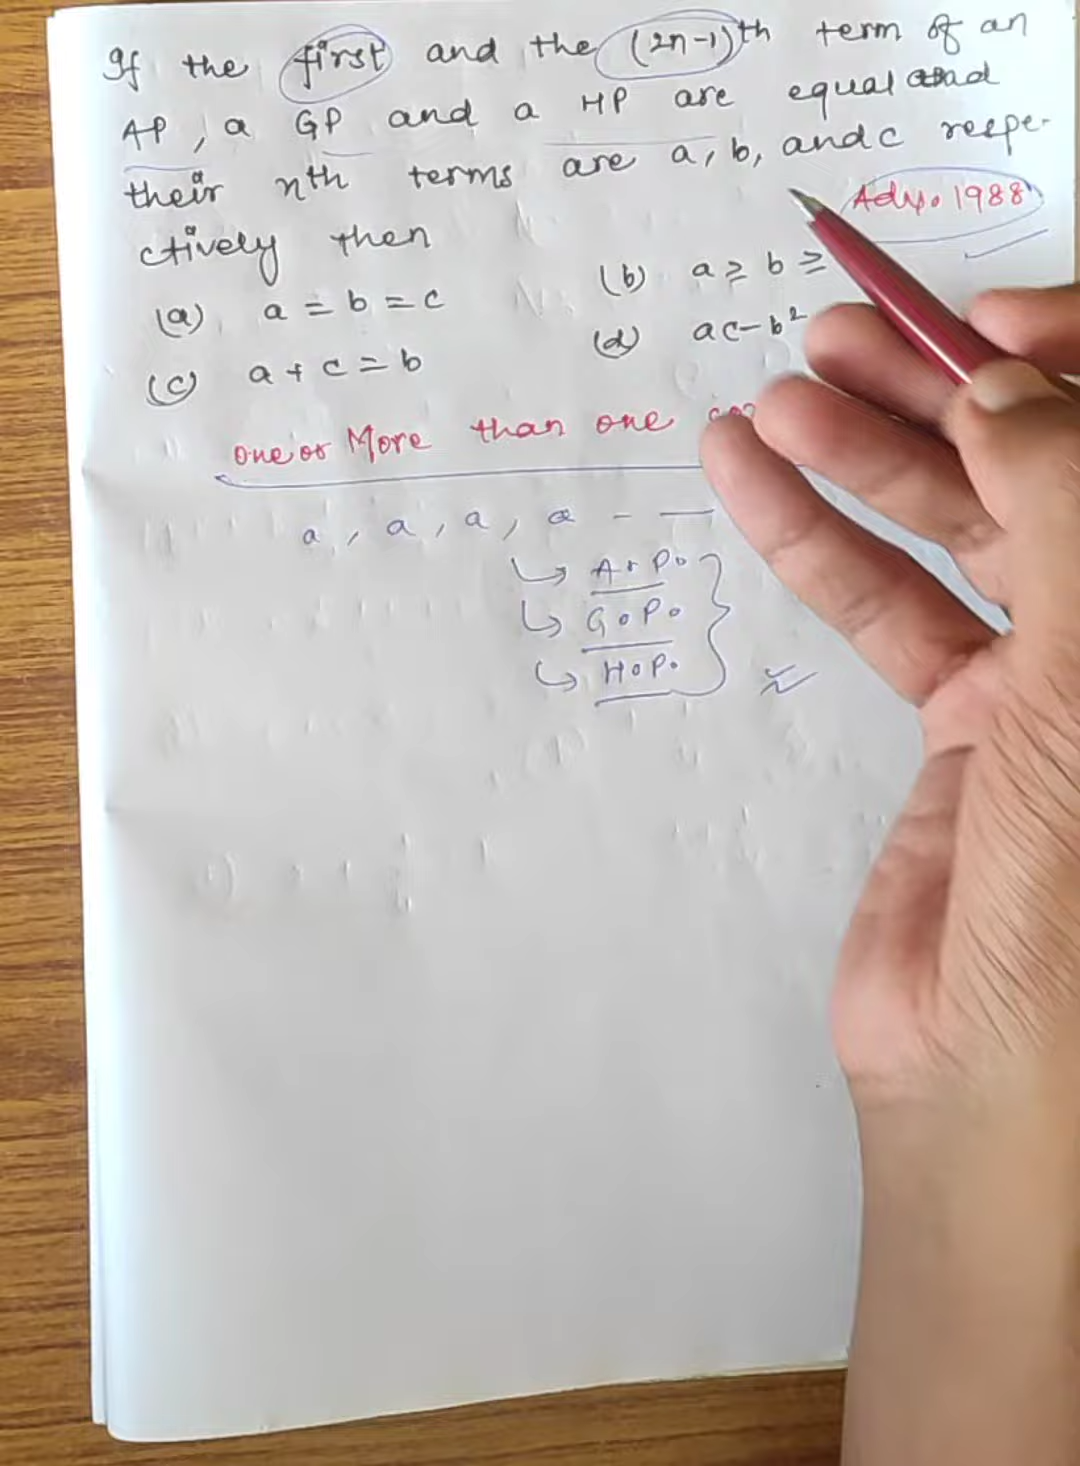 If the first and the (2n-1)th term of an
AP, a GP and a HP are equal and
their nth terms are a, b, and c respe-
ctively then
Adv. 1988
(a) a = b = c
(b) a ≥ b ≥
(c) a + c = b
(d) ac - b²
one or More than one
a, a, a, a - —
↳ A.P.
↳ G.P.
↳ H.P.